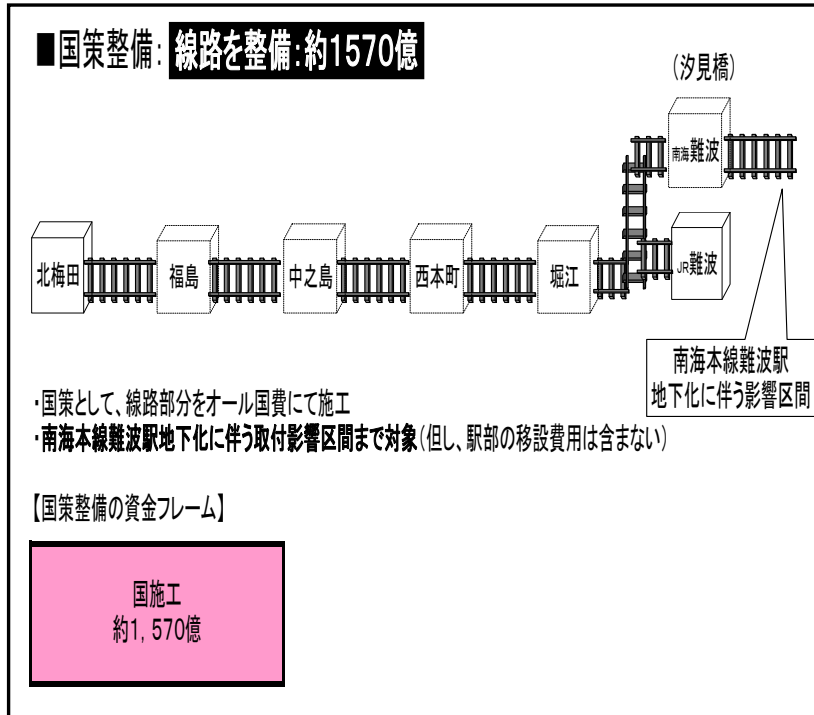 ■国策整備：線路を整備：約1570億
（汐見橋）
南海難波
北梅田
福島
中之島
西本町
堀江
JR難波
南海本線難波駅
地下化に伴う影響区間
・国策として、線路部分をオール国費にて施工
・南海本線難波駅地下化に伴う取付影響区間まで対象（但し、駅部の移設費用は含まない）
【国策整備の資金フレーム】
国施工
約1，570億